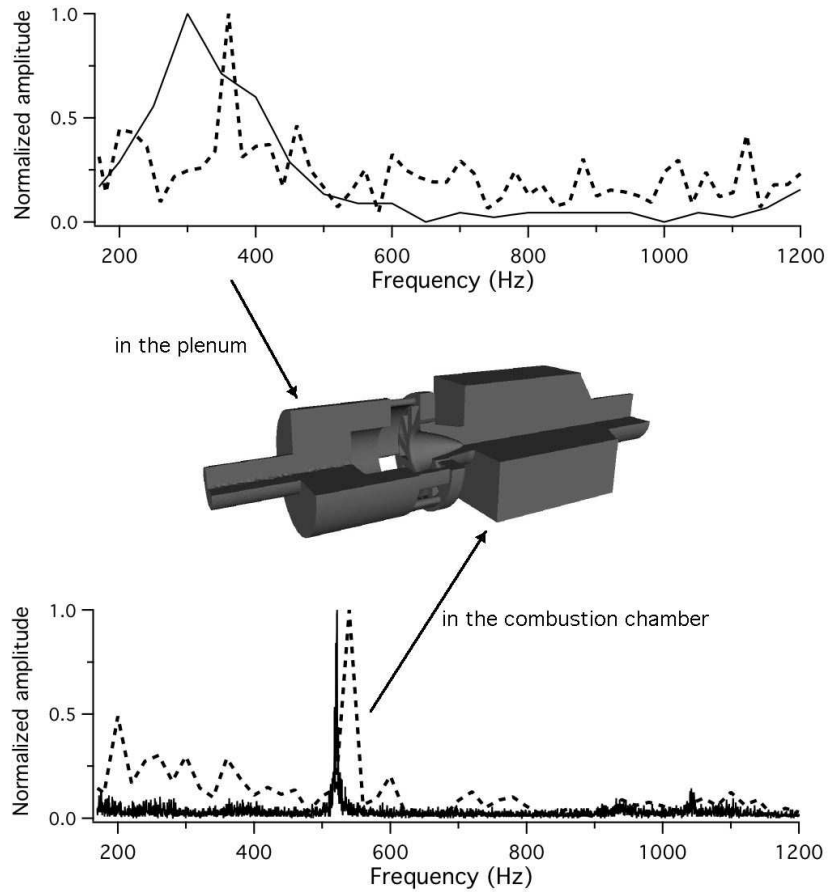 Normalized amplitude
1.0
0.5
0.0
200 400 600 800 1000 1200
Frequency (Hz)
in the plenum
in the combustion chamber
Normalized amplitude
1.0
0.5
0.0
200 400 600 800 1000 1200
Frequency (Hz)